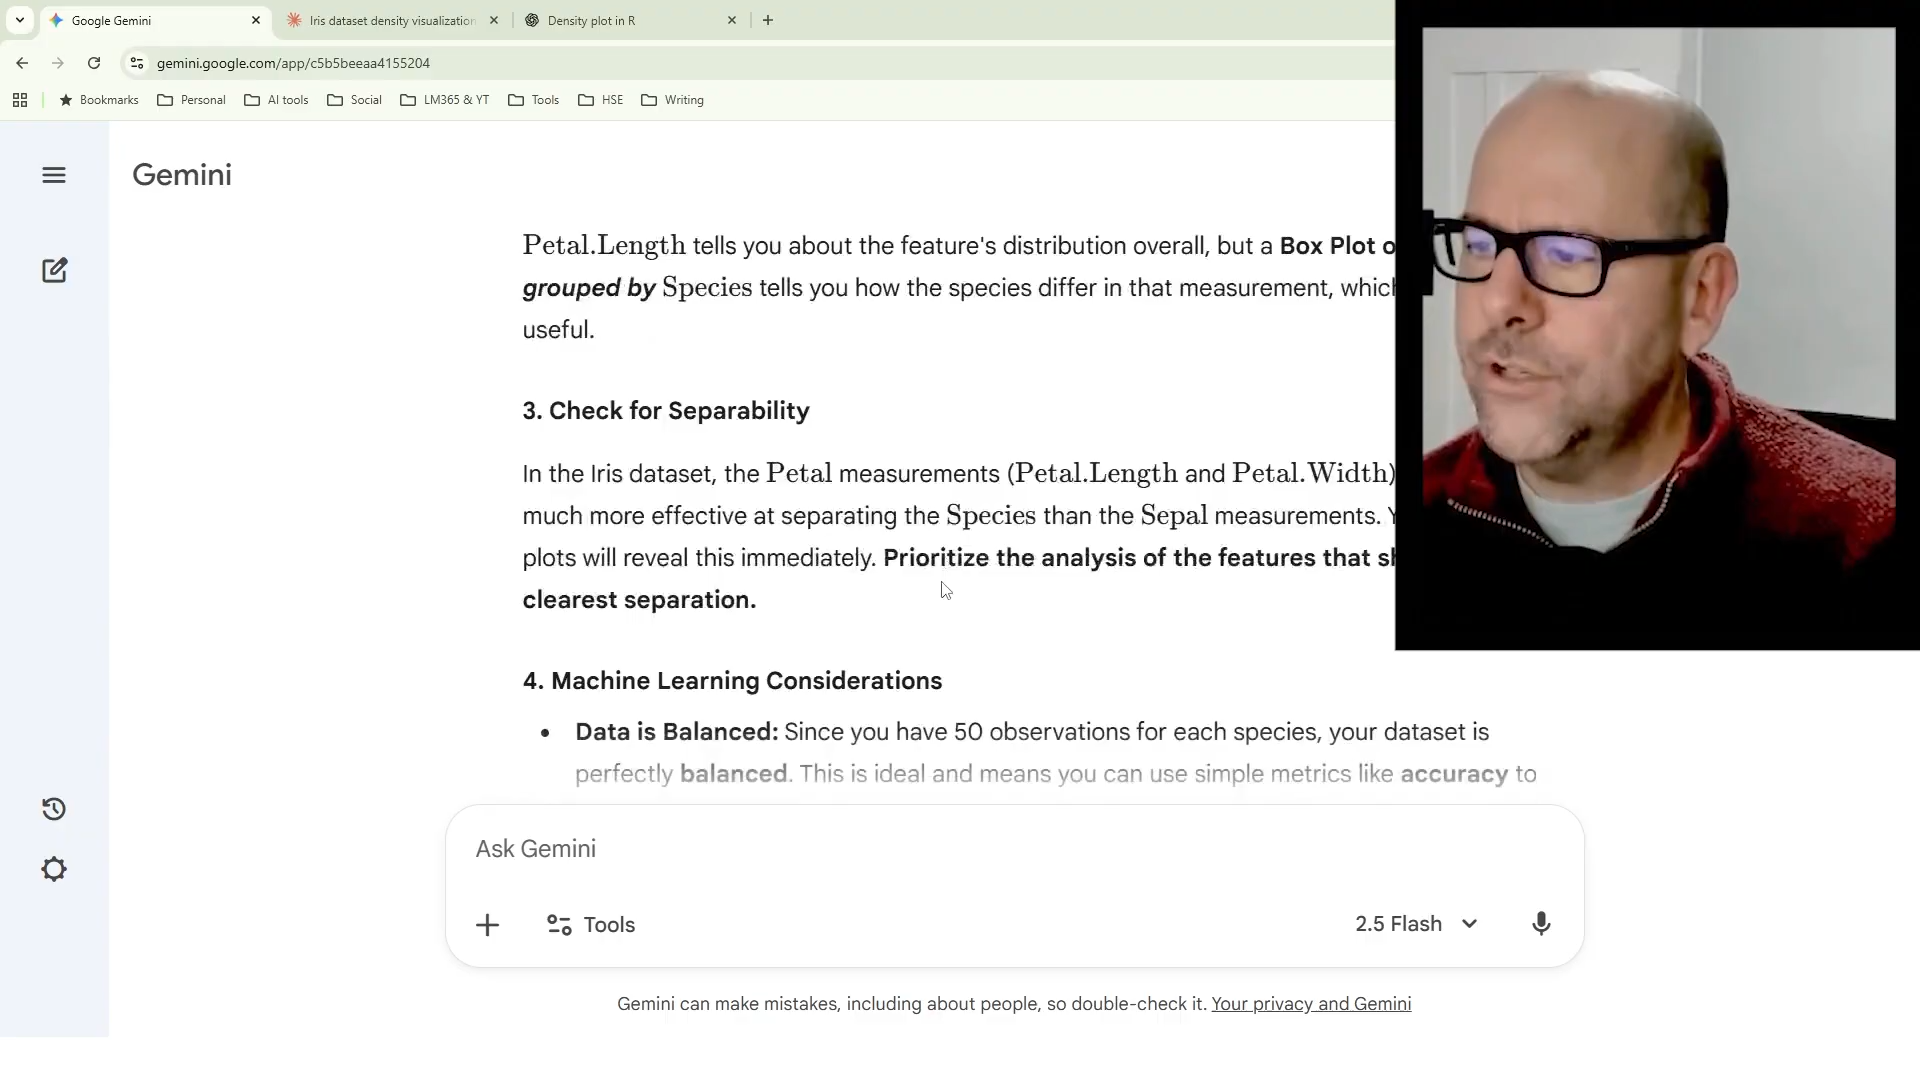 Google Gemini
Iris dataset density visualization
Density plot in R
gemini.google.com/app/c5b5beeaa4155204
Bookmarks
Personal
AI tools
Social
LM365 & YT
Tools
HSE
Writing
Gemini
Petal.Length tells you about the feature's distribution overall, but a Box Plot o
grouped by Species tells you how the species differ in that measurement, which
useful.
3. Check for Separability
In the Iris dataset, the Petal measurements (Petal.Length and Petal.Width)
much more effective at separating the Species than the Sepal measurements. Y
plots will reveal this immediately. Prioritize the analysis of the features that sh
clearest separation.
4. Machine Learning Considerations
• Data is Balanced: Since you have 50 observations for each species, your dataset is
perfectly balanced. This is ideal and means you can use simple metrics like accuracy to
Ask Gemini
Tools
2.5 Flash
Gemini can make mistakes, including about people, so double-check it. Your privacy and Gemini